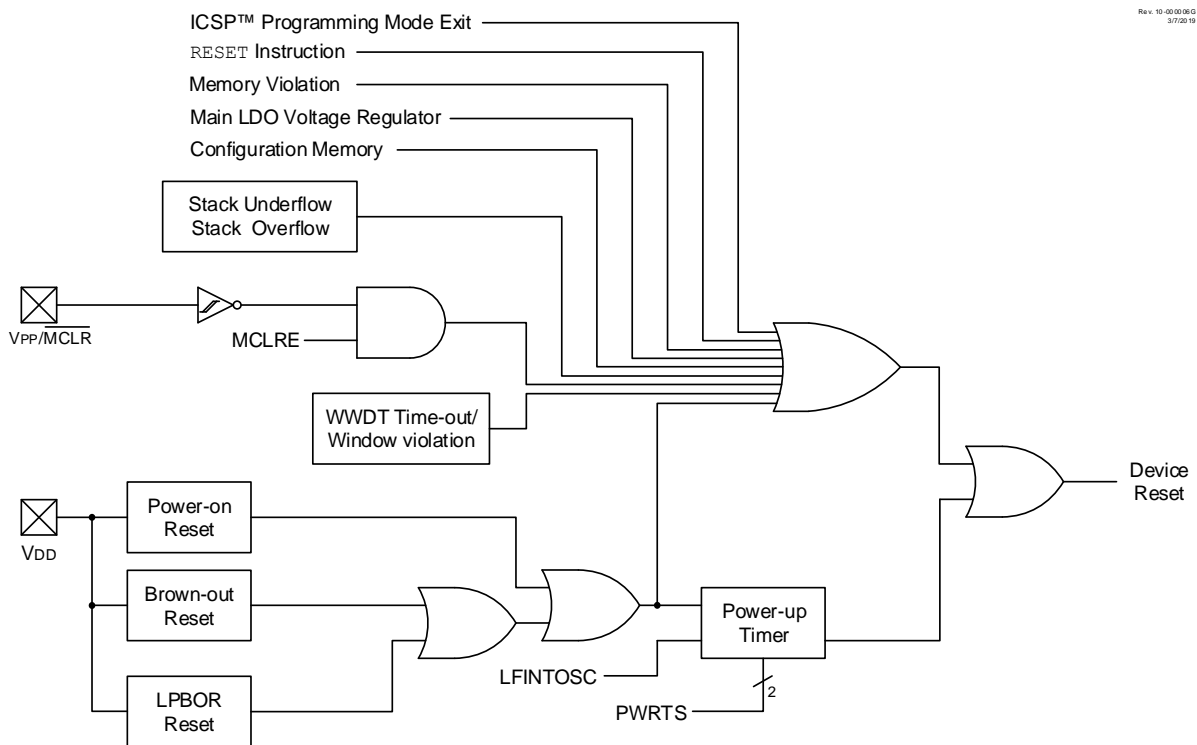 Rev. 10-000006G
3/7/2019
ICSP™ Programming Mode Exit
RESET Instruction
Memory Violation
Main LDO Voltage Regulator
Configuration Memory
Stack Underflow
Stack Overflow
VPP/MCLR
MCLRE
WWDT Time-out/
Window violation
Device
Reset
Power-on
Reset
VDD
Brown-out
Reset
Power-up
Timer
LFINTOSC
LPBOR
Reset
2
PWRTS